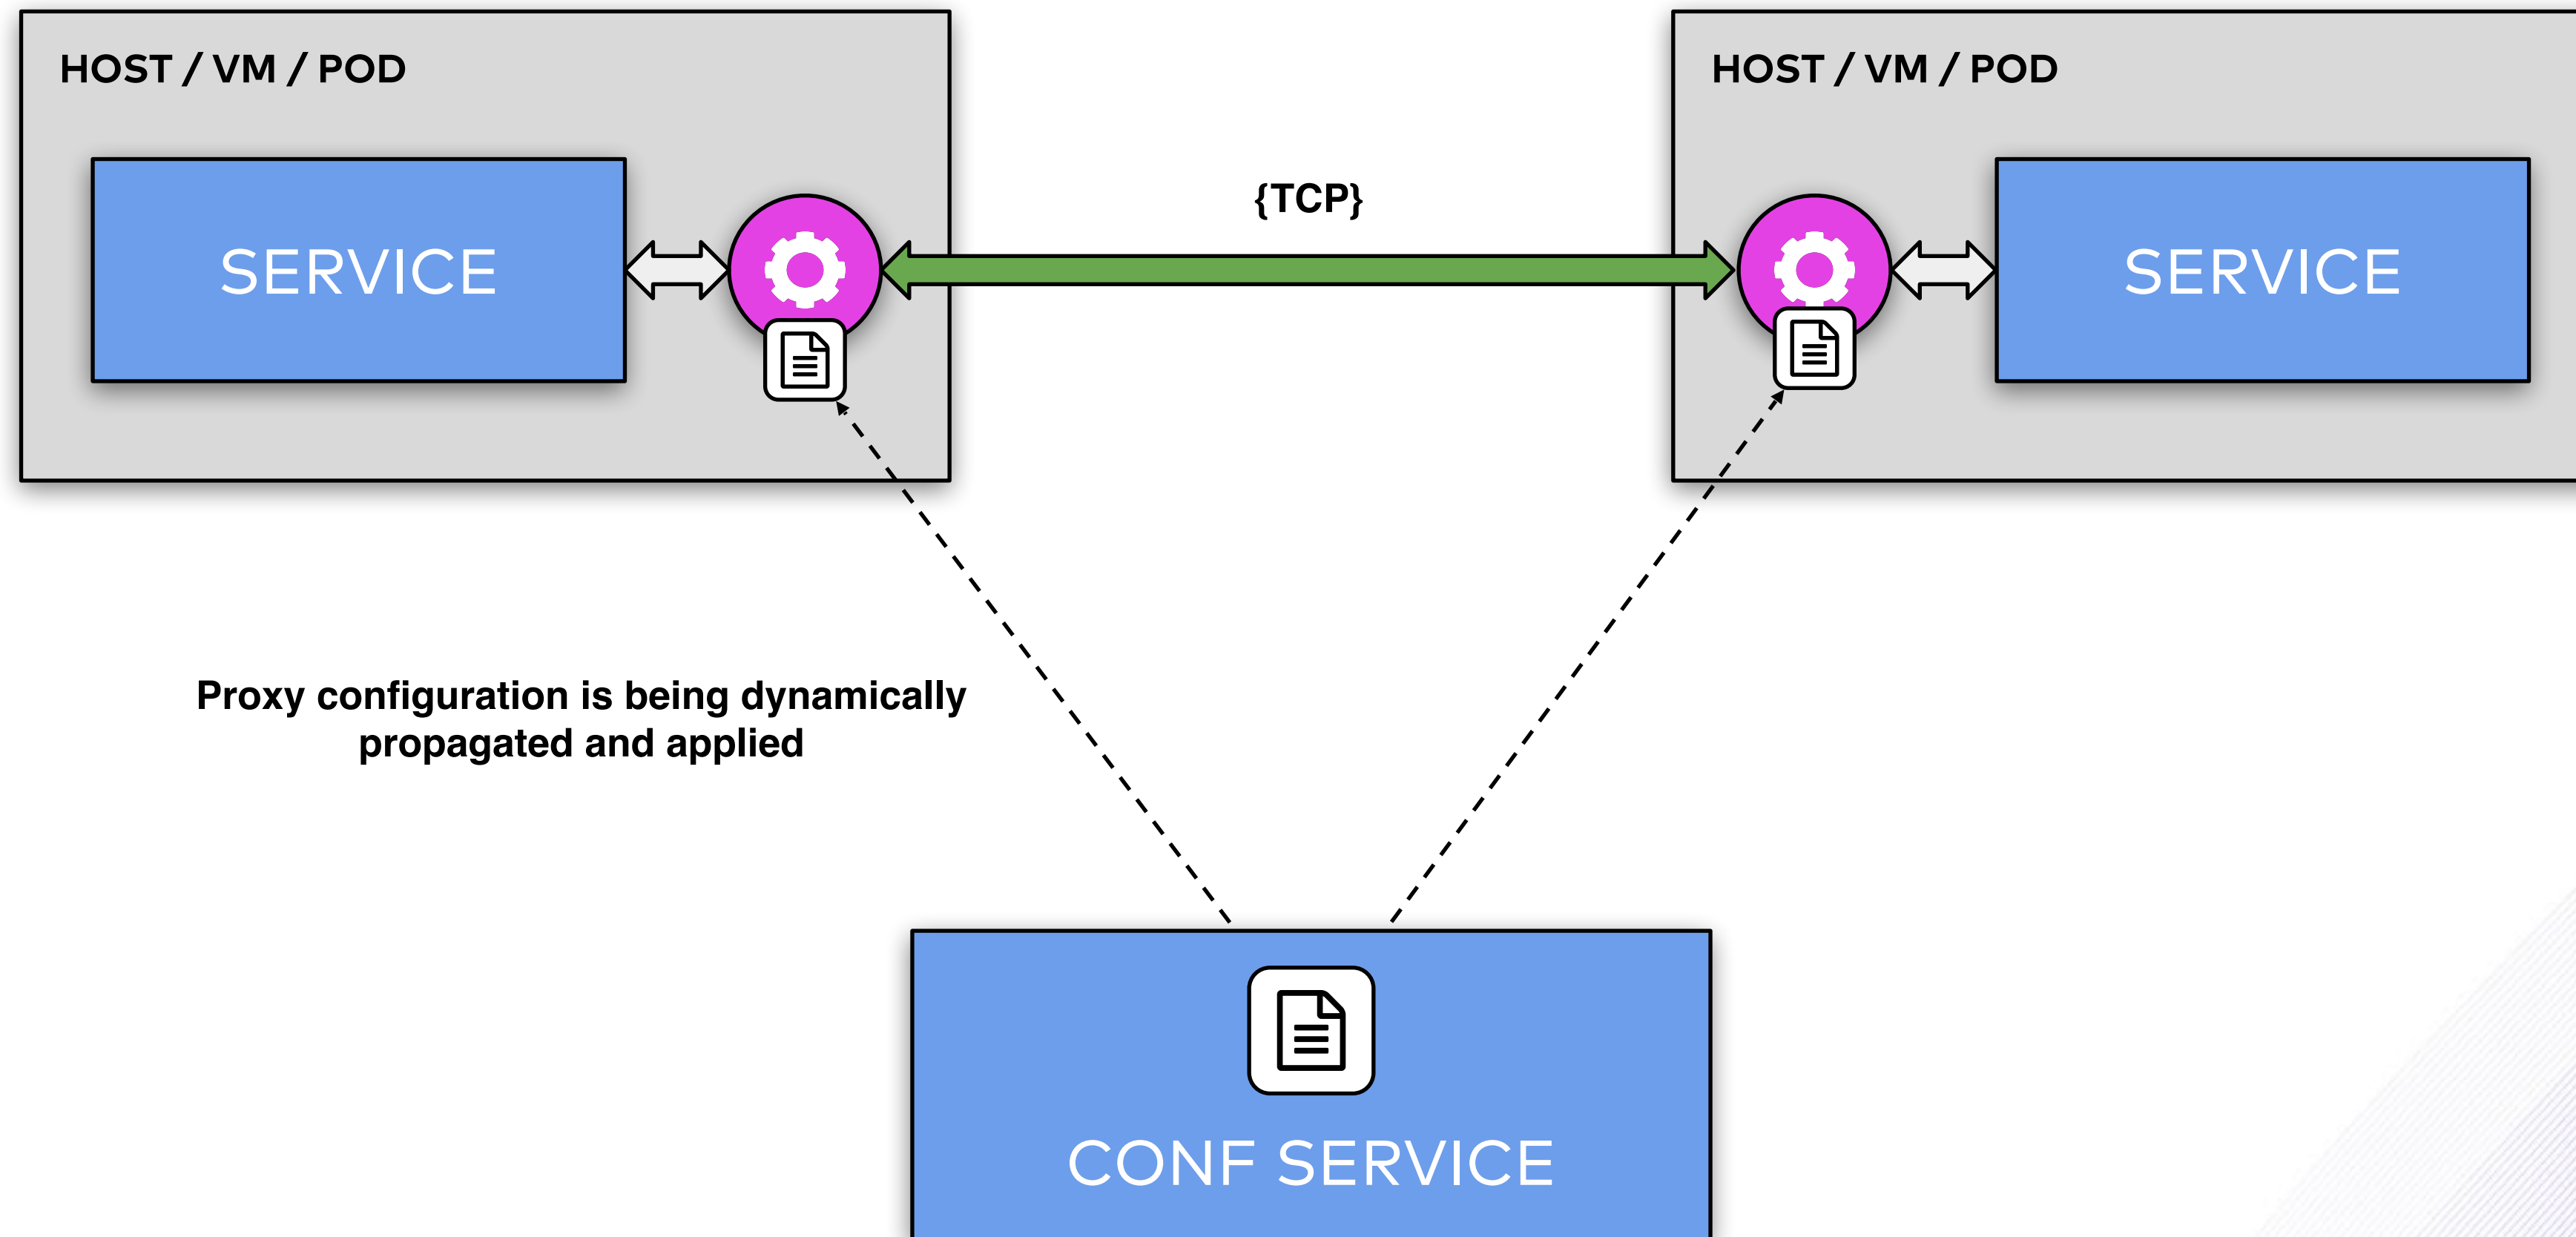 HOST / VM / POD
HOST / VM / POD
SERVICE
{TCP}
SERVICE
Proxy configuration is being dynamically
propagated and applied
CONF SERVICE